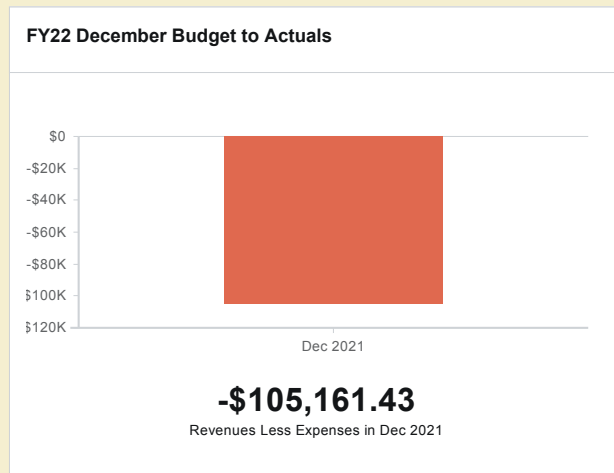 FY22 December Budget to Actuals
$0
-$20K
-$40K
-$60K
-$80K
$100K
$120K
Dec 2021
-$105,161.43
Revenues Less Expenses in Dec 2021